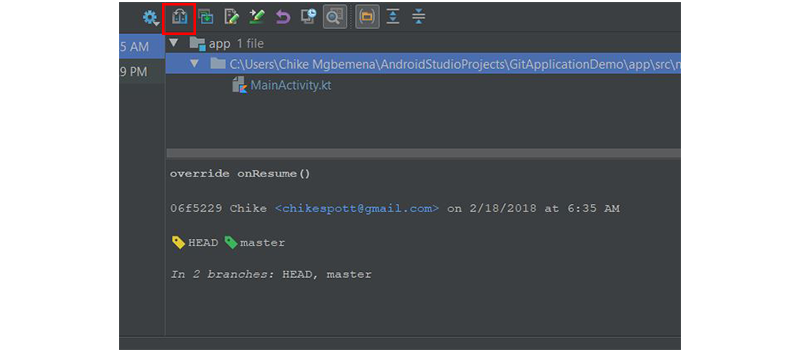 5 AM
9 PM
app 1 file
C:\Users\Chike Mgbemena\AndroidStudioProjects\GitApplicationDemo\app\src\
MainActivity.kt
override onResume()
06f5229 Chike <chikespott@gmail.com> on 2/18/2018 at 6:35 AM
HEAD master
In 2 branches: HEAD, master